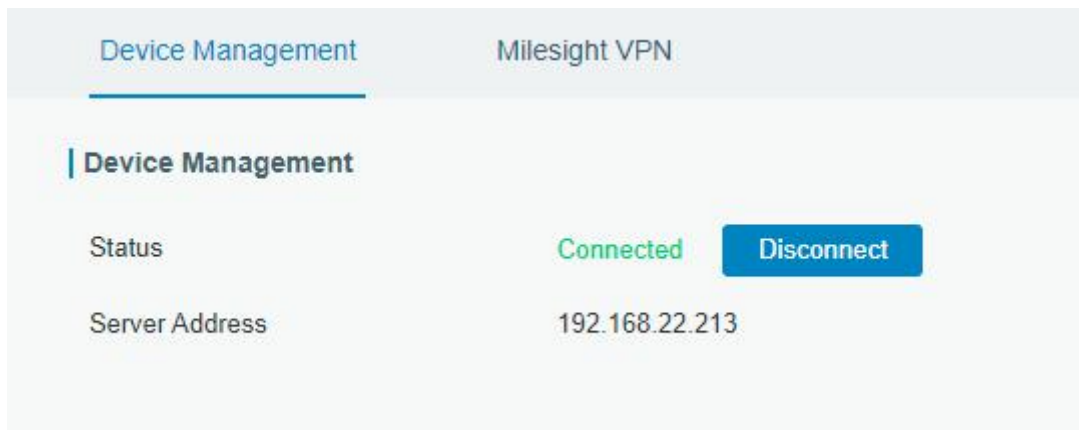 Device Management Milesight VPN
Device Management
Status Connected Disconnect
Server Address 192.168.22.213